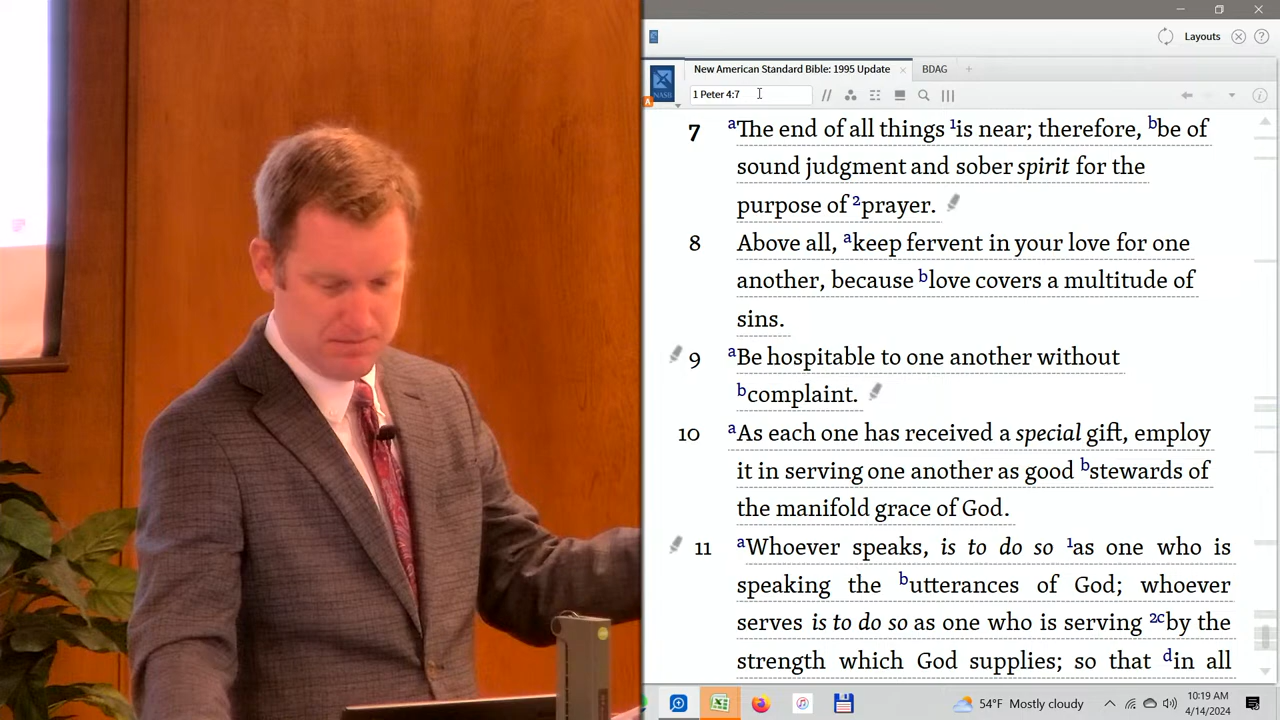 Layouts
New American Standard Bible: 1995 Update
BDAG
NASB
1 Peter 4:7
7 aThe end of all things 1is near; therefore, bbe of
sound judgment and sober spirit for the
purpose of 2prayer.
8 Above all, akeep fervent in your love for one
another, because blove covers a multitude of
sins.
9 aBe hospitable to one another without
bcomplaint.
10 aAs each one has received a special gift, employ
it in serving one another as good bstewards of
the manifold grace of God.
11 aWhoever speaks, is to do so 1as one who is
speaking the butterances of God; whoever
serves is to do so as one who is serving 2cby the
strength which God supplies; so that din all
54°F Mostly cloudy
10:19 AM
4/14/2024